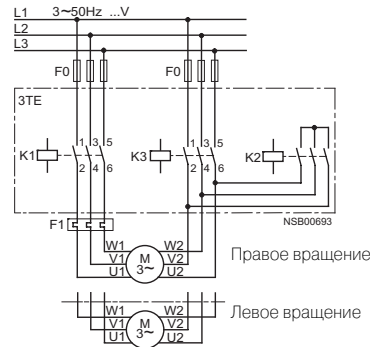 L1 3~50Hz ...V
L2
L3
F0 F0
3TE
1 3 5 1 3 5
K1 K3 K2
2 4 6 2 4 6
NSB00693
F1
W1 W2
V1 M V2
U1 3~ U2
Правое вращение
W1 W2
V1 M V2
U1 3~ U2
Левое вращение